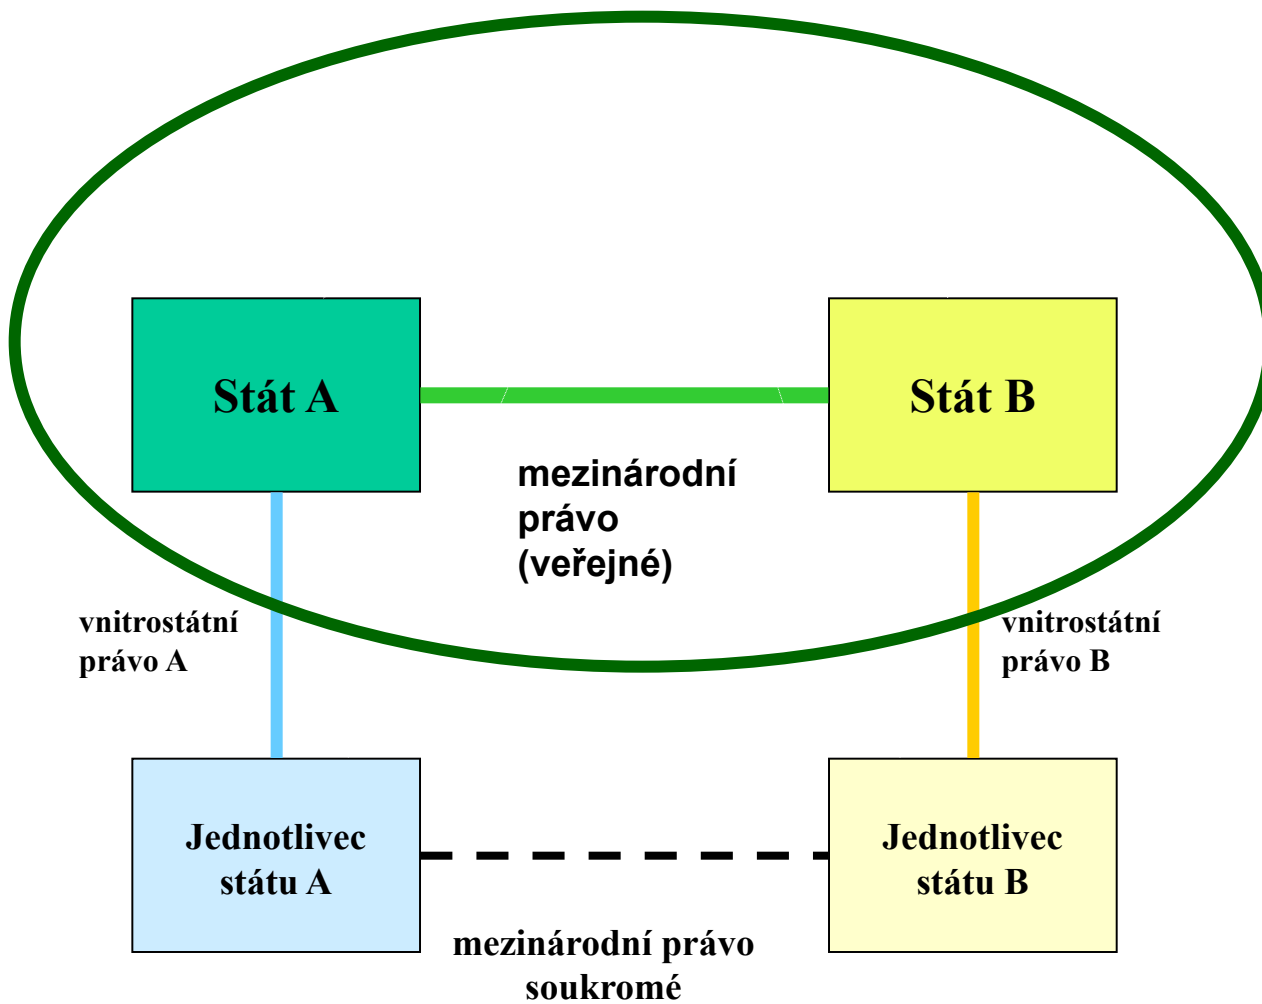 Stát A
Stát B
mezinárodní
právo
(veřejné)
vnitrostátní
právo A
vnitrostátní
právo B
Jednotlivec
státu A
Jednotlivec
státu B
mezinárodní právo
soukromé